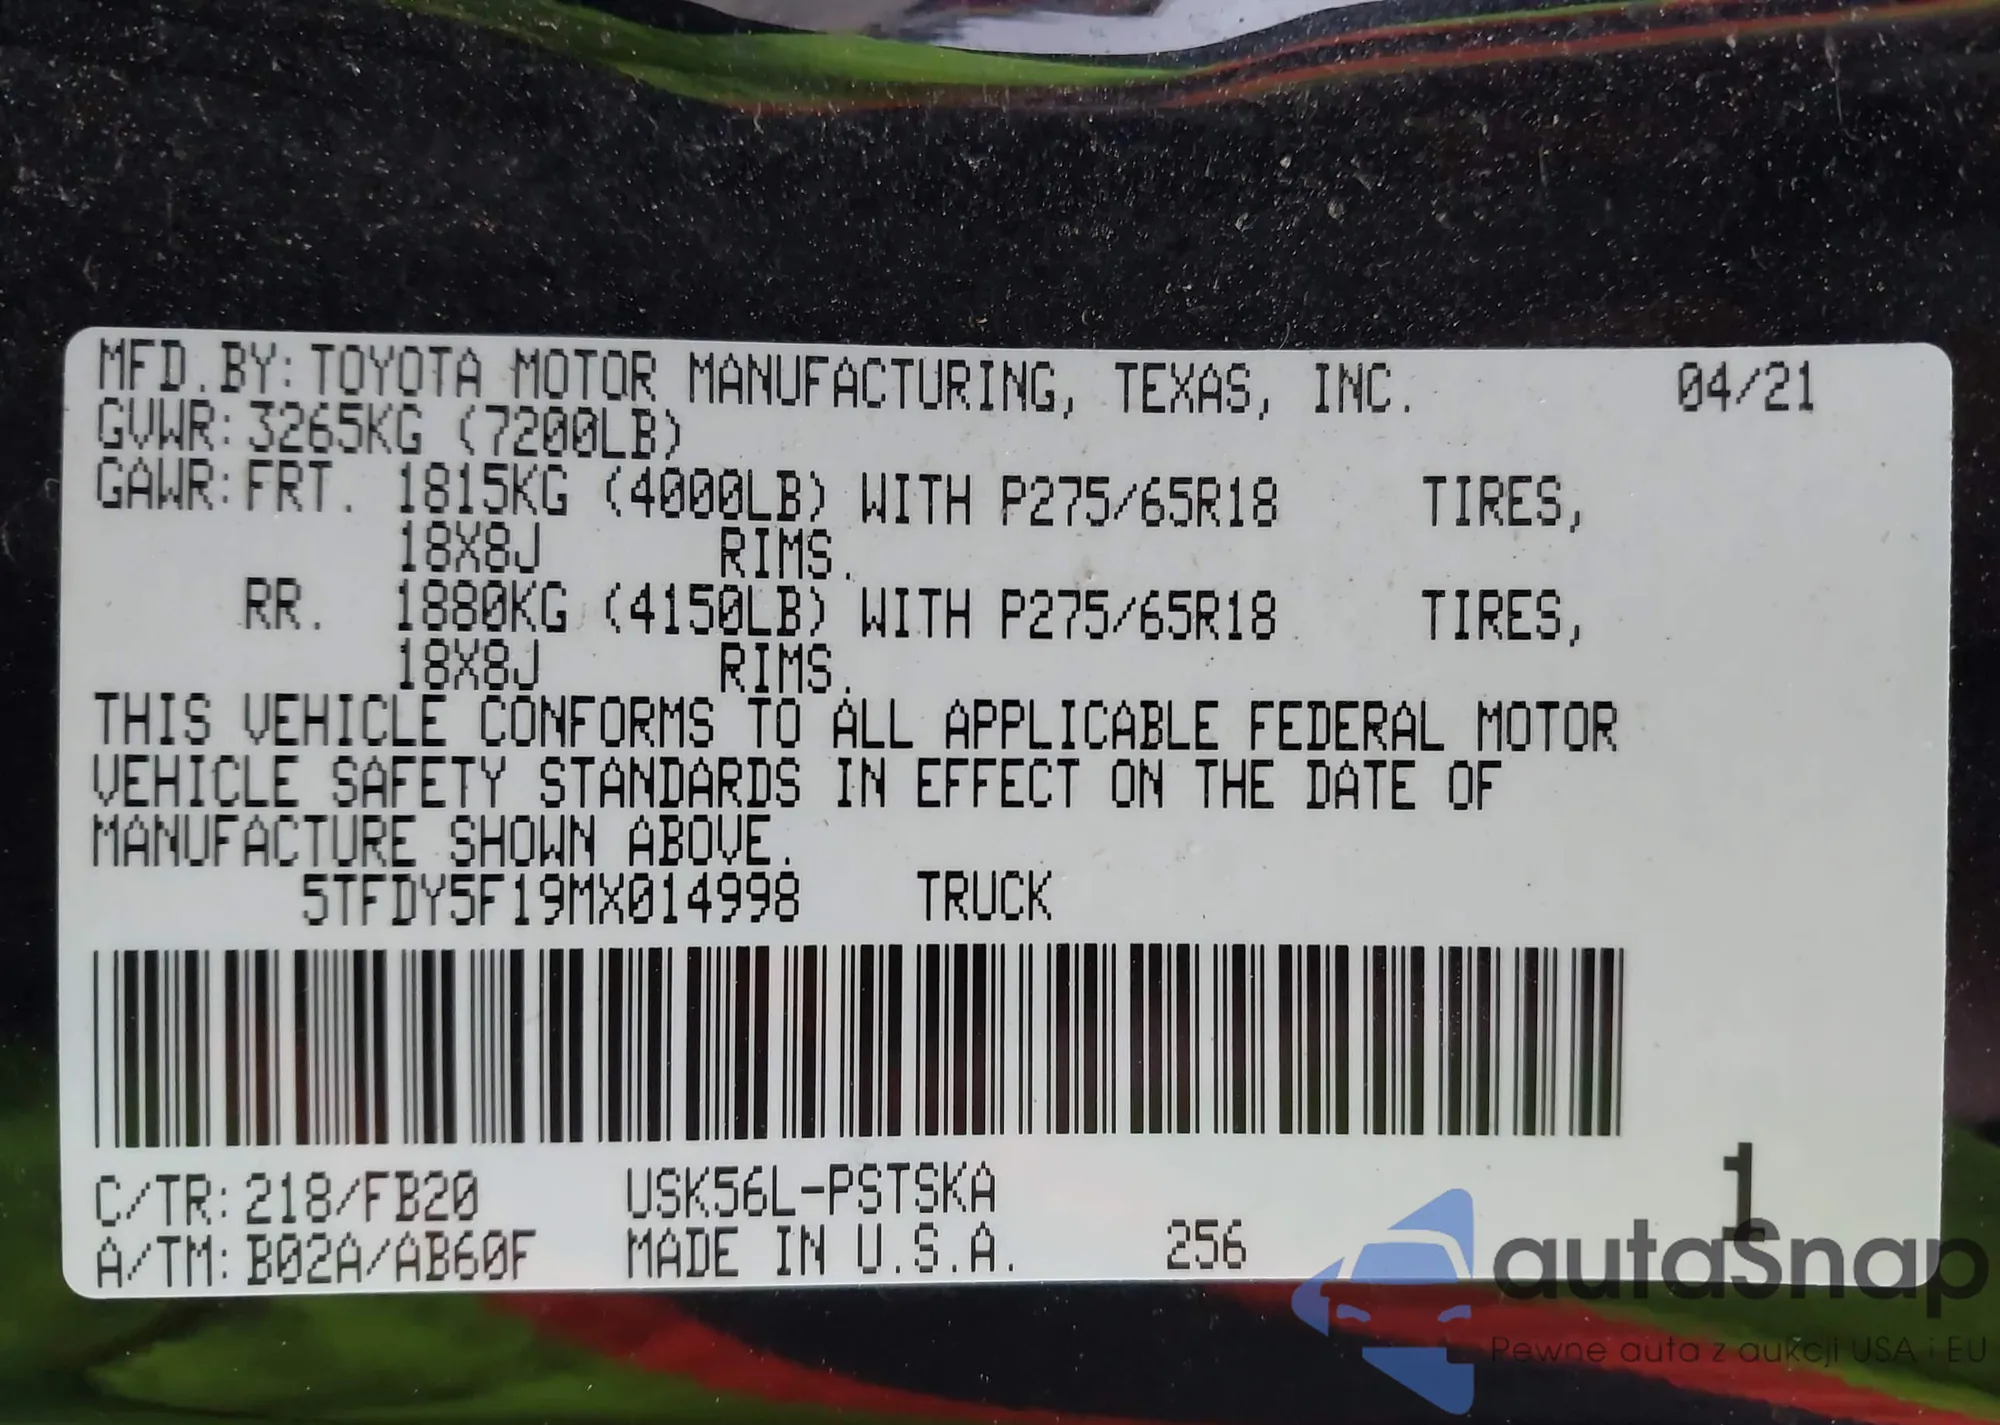 MFD.BY:TOYOTA MOTOR MANUFACTURING, TEXAS, INC. 04/21
GVWR:3265KG (7200LB)
GAWR:FRT. 1815KG (4000LB) WITH P275/65R18 TIRES,
18X8J RIMS.
RR. 1880KG (4150LB) WITH P275/65R18 TIRES,
18X8J RIMS.
THIS VEHICLE CONFORMS TO ALL APPLICABLE FEDERAL MOTOR
VEHICLE SAFETY STANDARDS IN EFFECT ON THE DATE OF
MANUFACTURE SHOWN ABOVE.
5TFDY5F19MX014998 TRUCK
C/TR:218/FB20 USK56L-PSTSKA 1
A/TM:B02A/AB60F MADE IN U.S.A. 256
autaSnap
Pewne auta z aukcji USA i EU